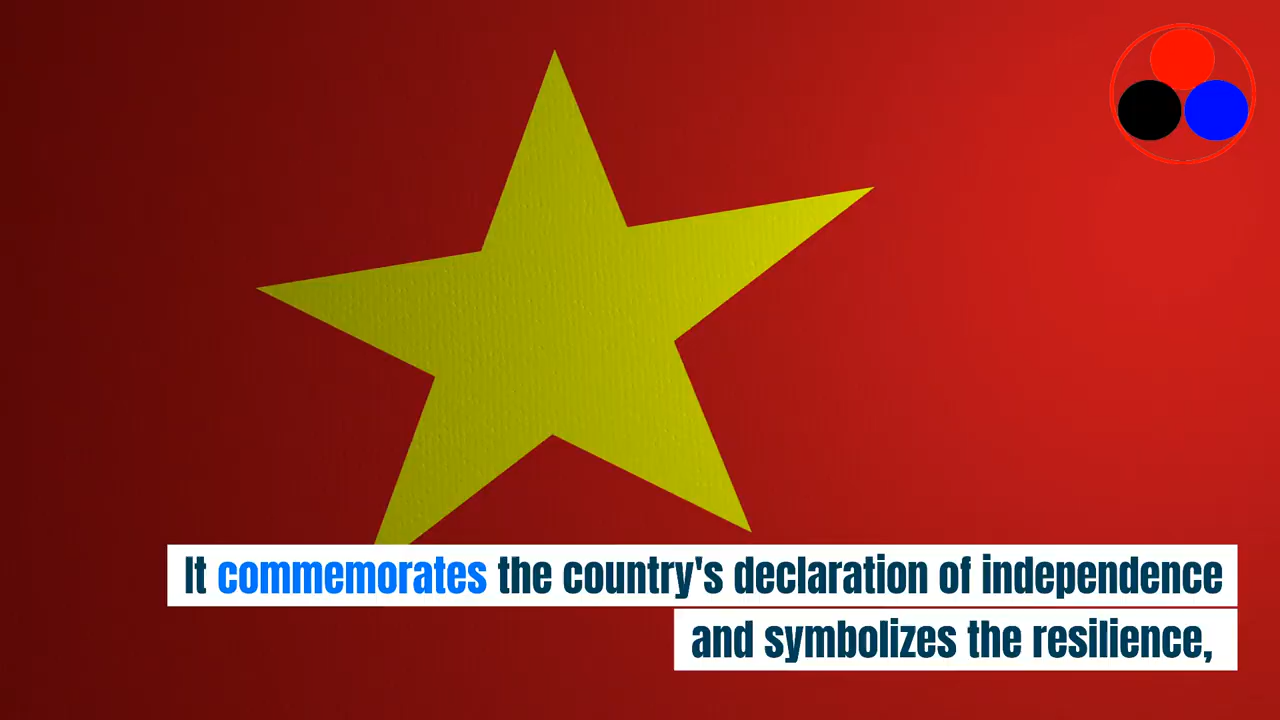 It commemorates the country's declaration of independence
and symbolizes the resilience,